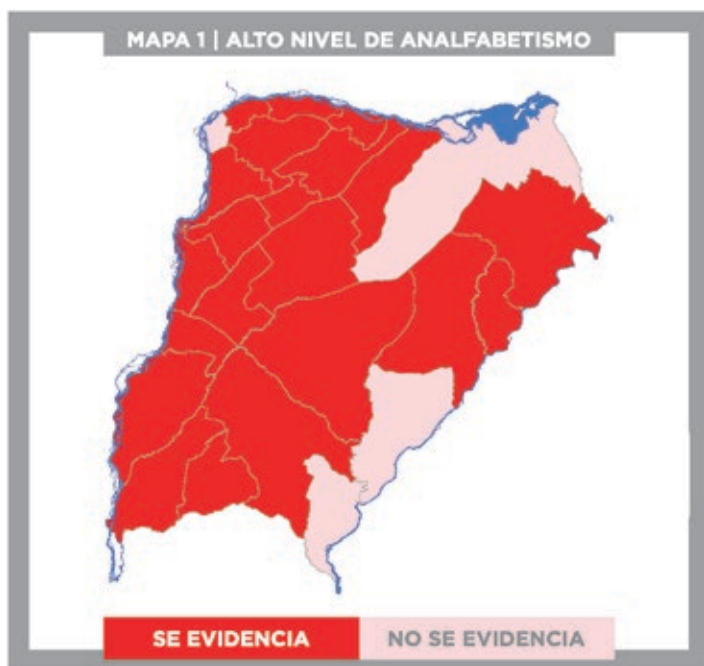 MAPA 1 | ALTO NIVEL DE ANALFABETISMO
SE EVIDENCIA
NO SE EVIDENCIA